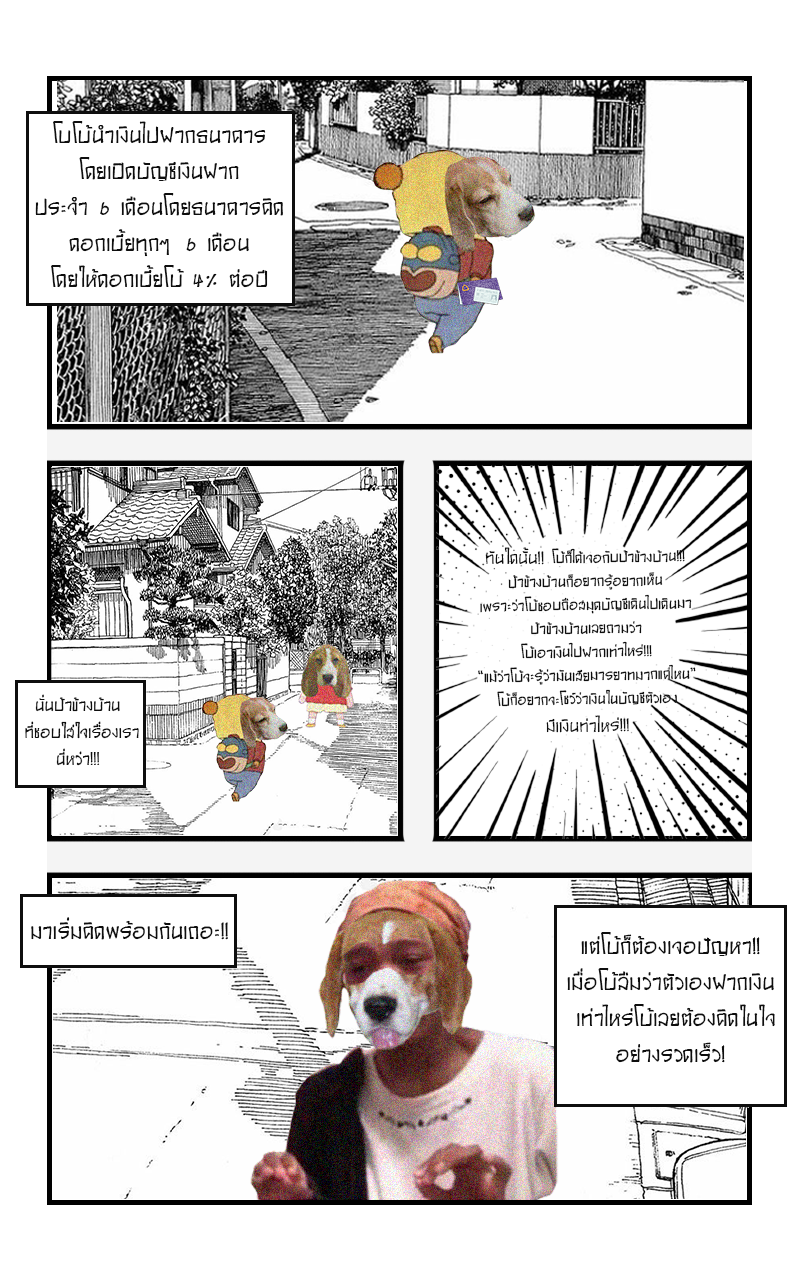 โบโบ้นำเงินไปฝากธนาคาร
โดยเปิดบัญชีเงินฝาก
ประจำ 6 เดือนโดยธนาคารคิด
ดอกเบี้ยทุกๆ 6 เดือน
โดยให้ดอกเบี้ยโบ้ 4% ต่อปี
นั่นป้าข้างบ้าน
ที่ชอบใส่ใจเรื่องเรา
นี่หว่า!!!
ทันใดนั้น!! โบ้ก็ได้เจอกับป้าข้างบ้าน!!!
ป้าข้างบ้านก็อยากรู้อยากเห็น
เพราะว่าโบ้ชอบถือสมุดบัญชีเดินไปเดินมา
ป้าข้างบ้านเลยถามว่า
โบ้เอาเงินไปฝากเท่าไหร่!!!
“แม้ว่าโบ้จะรู้ว่ามันเสียมารยาทมากแค่ไหน”
โบ้ก็อยากจะโชว์ว่าเงินในบัญชีตัวเอง
มีเงินเท่าไหร่!!!
มาเริ่มคิดพร้อมกันเถอะ!!
แต่โบ้ก็ต้องเจอปัญหา!!
เมื่อโบ้ลืมว่าตัวเองฝากเงิน
เท่าไหร่โบ้เลยต้องคิดในใจ
อย่างรวดเร็ว!